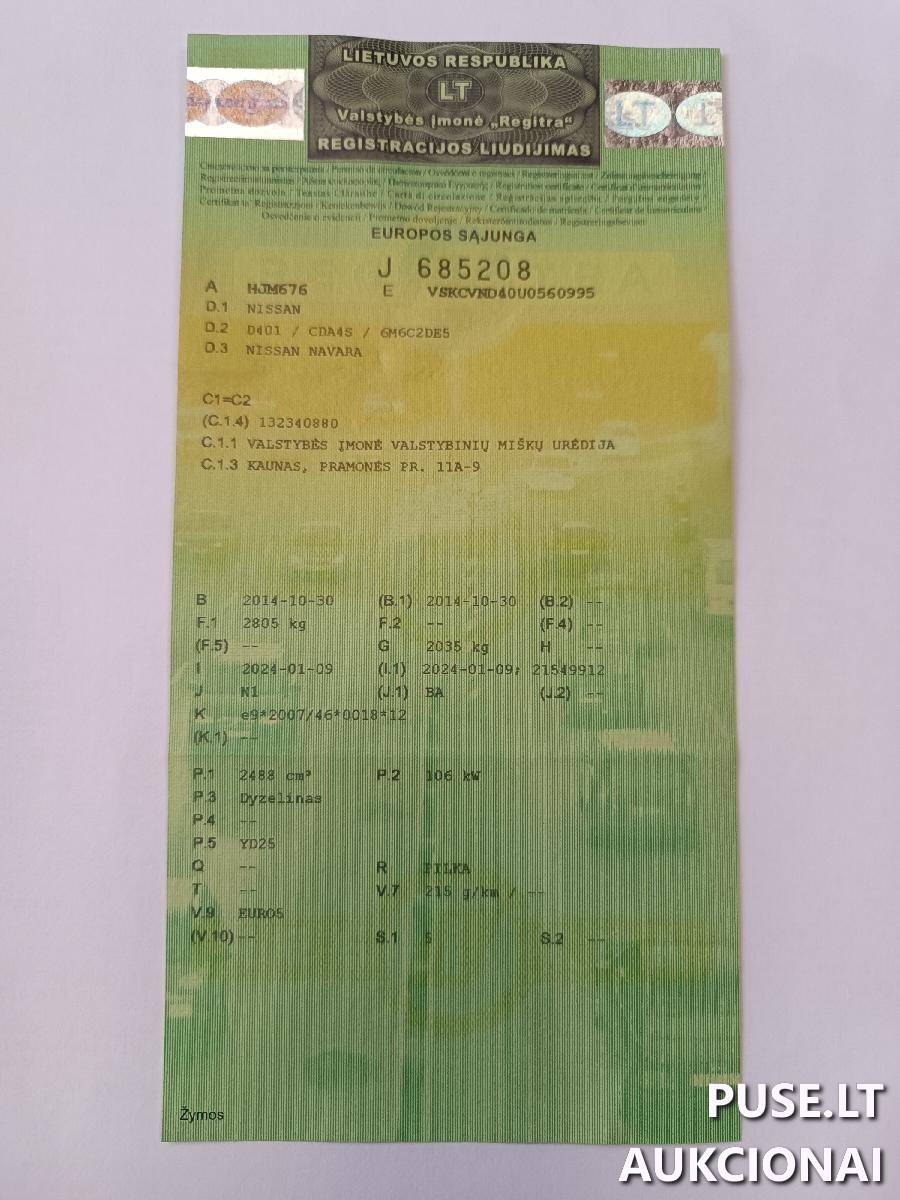 LIETUVOS RESPUBLIKA
LT
Valstybės įmonė „Regitra“
REGISTRACIJOS LIUDIJIMAS
EUROPOS SĄJUNGA
J 685208
A HJM676 E VSKCVND40U0560995
D.1 NISSAN
D.2 D401 / CDA4S / 6M6C2DE5
D.3 NISSAN NAVARA
C1=C2
(C.1.4) 132340880
C.1.1 VALSTYBĖS ĮMONĖ VALSTYBINIŲ MIŠKŲ URĖDIJA
C.1.3 KAUNAS, PRAMONĖS PR. 11A-9
B 2014-10-30 (B.1) 2014-10-30 (B.2) --
F.1 2805 kg F.2 -- (F.4) --
(F.5) -- G 2035 kg H --
I 2024-01-09 (I.1) 2024-01-09; 21549912
J N1 (J.1) BA (J.2) --
K e9*2007/46*0018*12
(K.1) --
P.1 2488 cm³ P.2 106 kW
P.3 Dyzelinas
P.4 --
P.5 YD25
Q -- R PILKA
T -- V.7 215 g/km / --
V.9 EURO5
(V.10) -- S.1 5 S.2 --
Žymos
PUSE.LT
AUKCIONAI